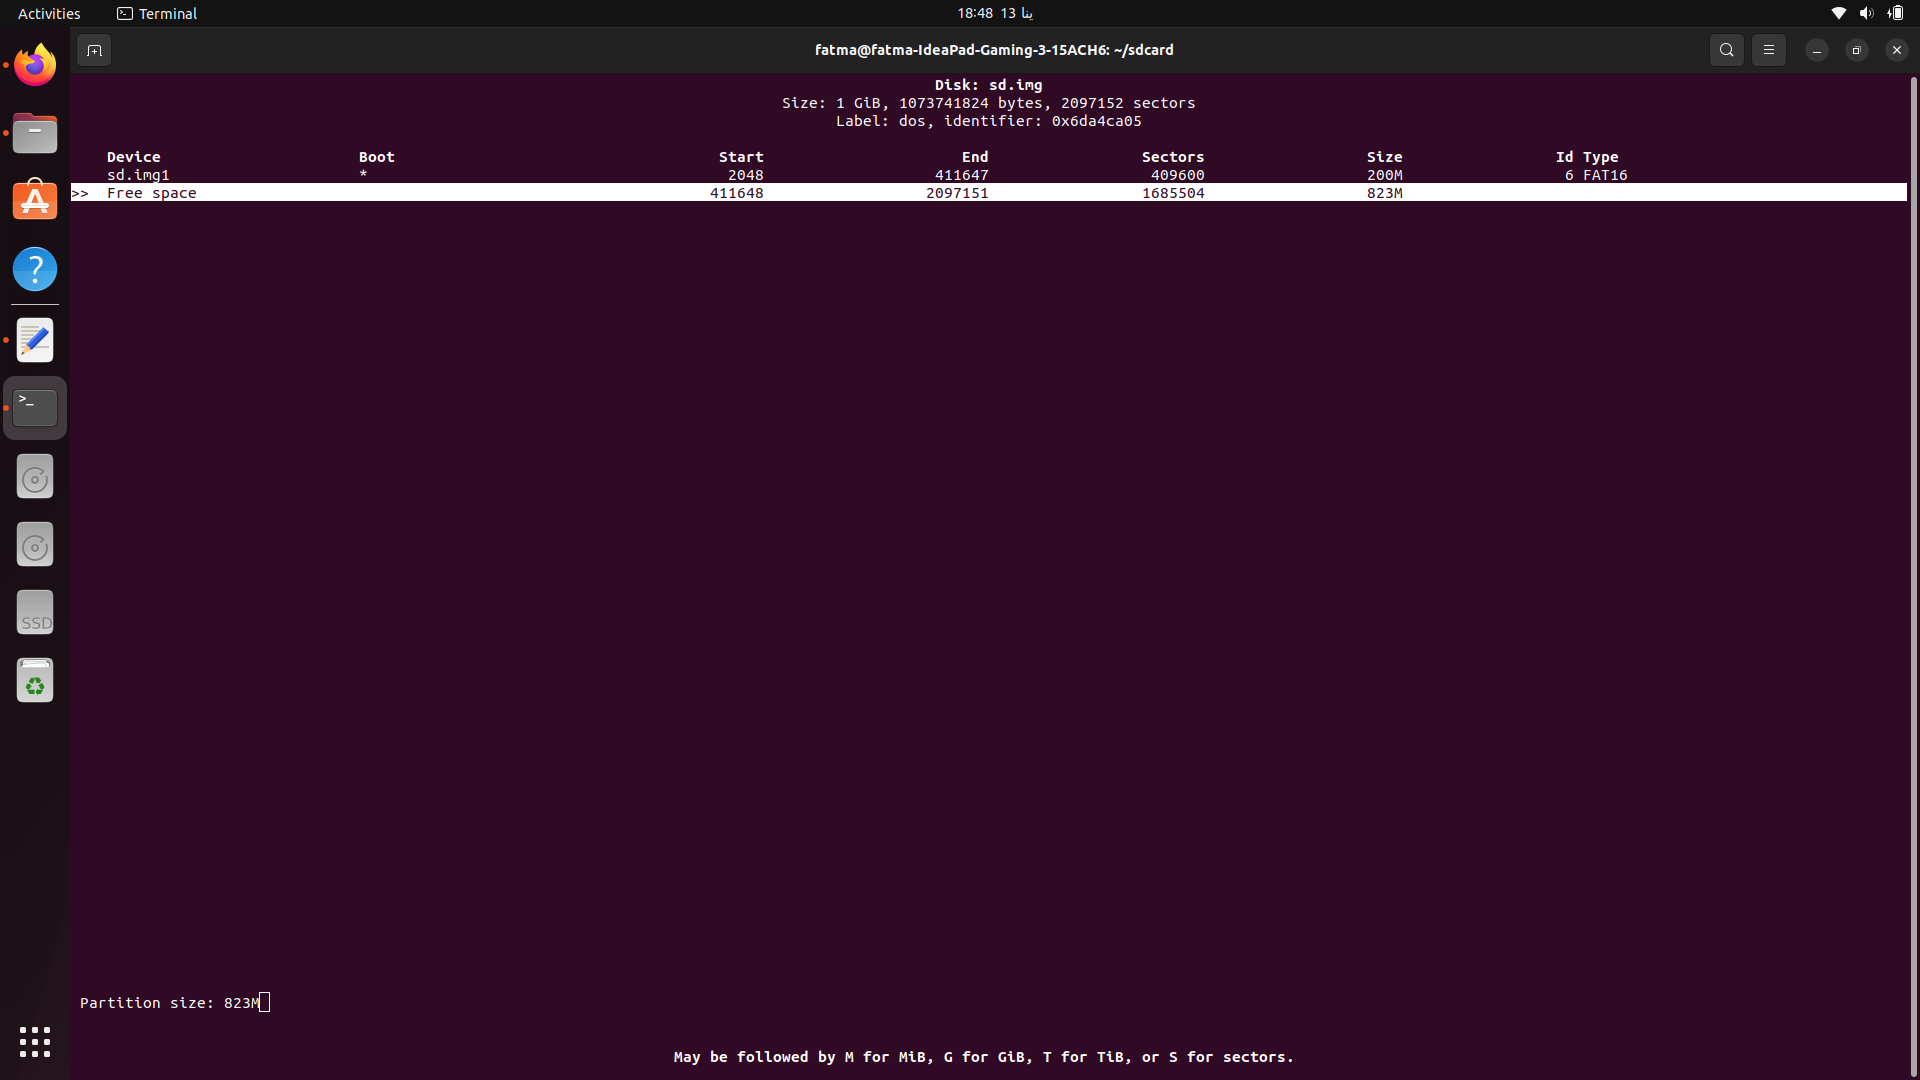 Activities Terminal 18:48 13 ينا
fatma@fatma-IdeaPad-Gaming-3-15ACH6: ~/sdcard
Disk: sd.img
Size: 1 GiB, 1073741824 bytes, 2097152 sectors
Label: dos, identifier: 0x6da4ca05
Device Boot Start End Sectors Size Id Type
sd.img1 * 2048 411647 409600 200M 6 FAT16
>> Free space 411648 2097151 1685504 823M
>_
SSD
Partition size: 823M
May be followed by M for MiB, G for GiB, T for TiB, or S for sectors.